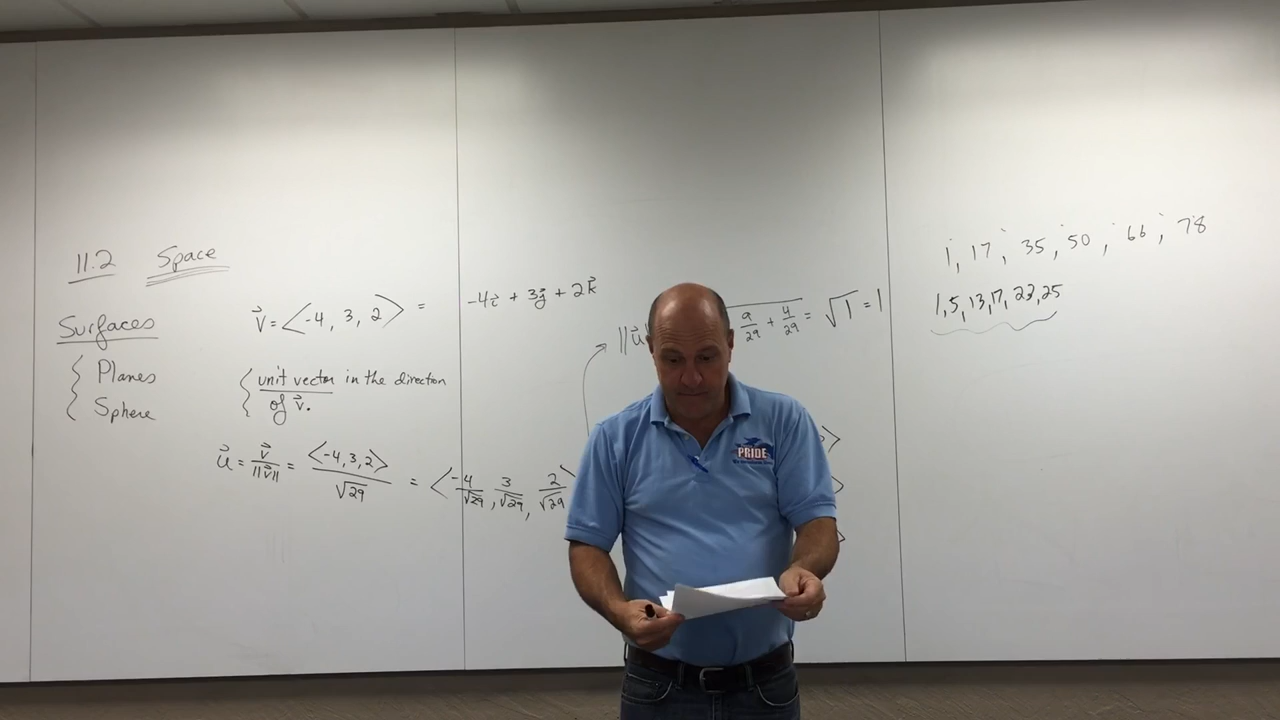 11.2 Space
Surfaces
Planes
Sphere
v⃗ = <-4, 3, 2> = -4i⃗ + 3j⃗ + 2k⃗
unit vector in the direction
of v⃗.
u⃗ = v⃗/||v⃗|| = <-4, 3, 2>/√29 = <-4/√29, 3/√29, 2/√29
||u⃗
9/29 + 4/29 = √1 = 1
1, 17, 35, 50, 66, 78
1, 5, 13, 17, 23, 25
PRIDE